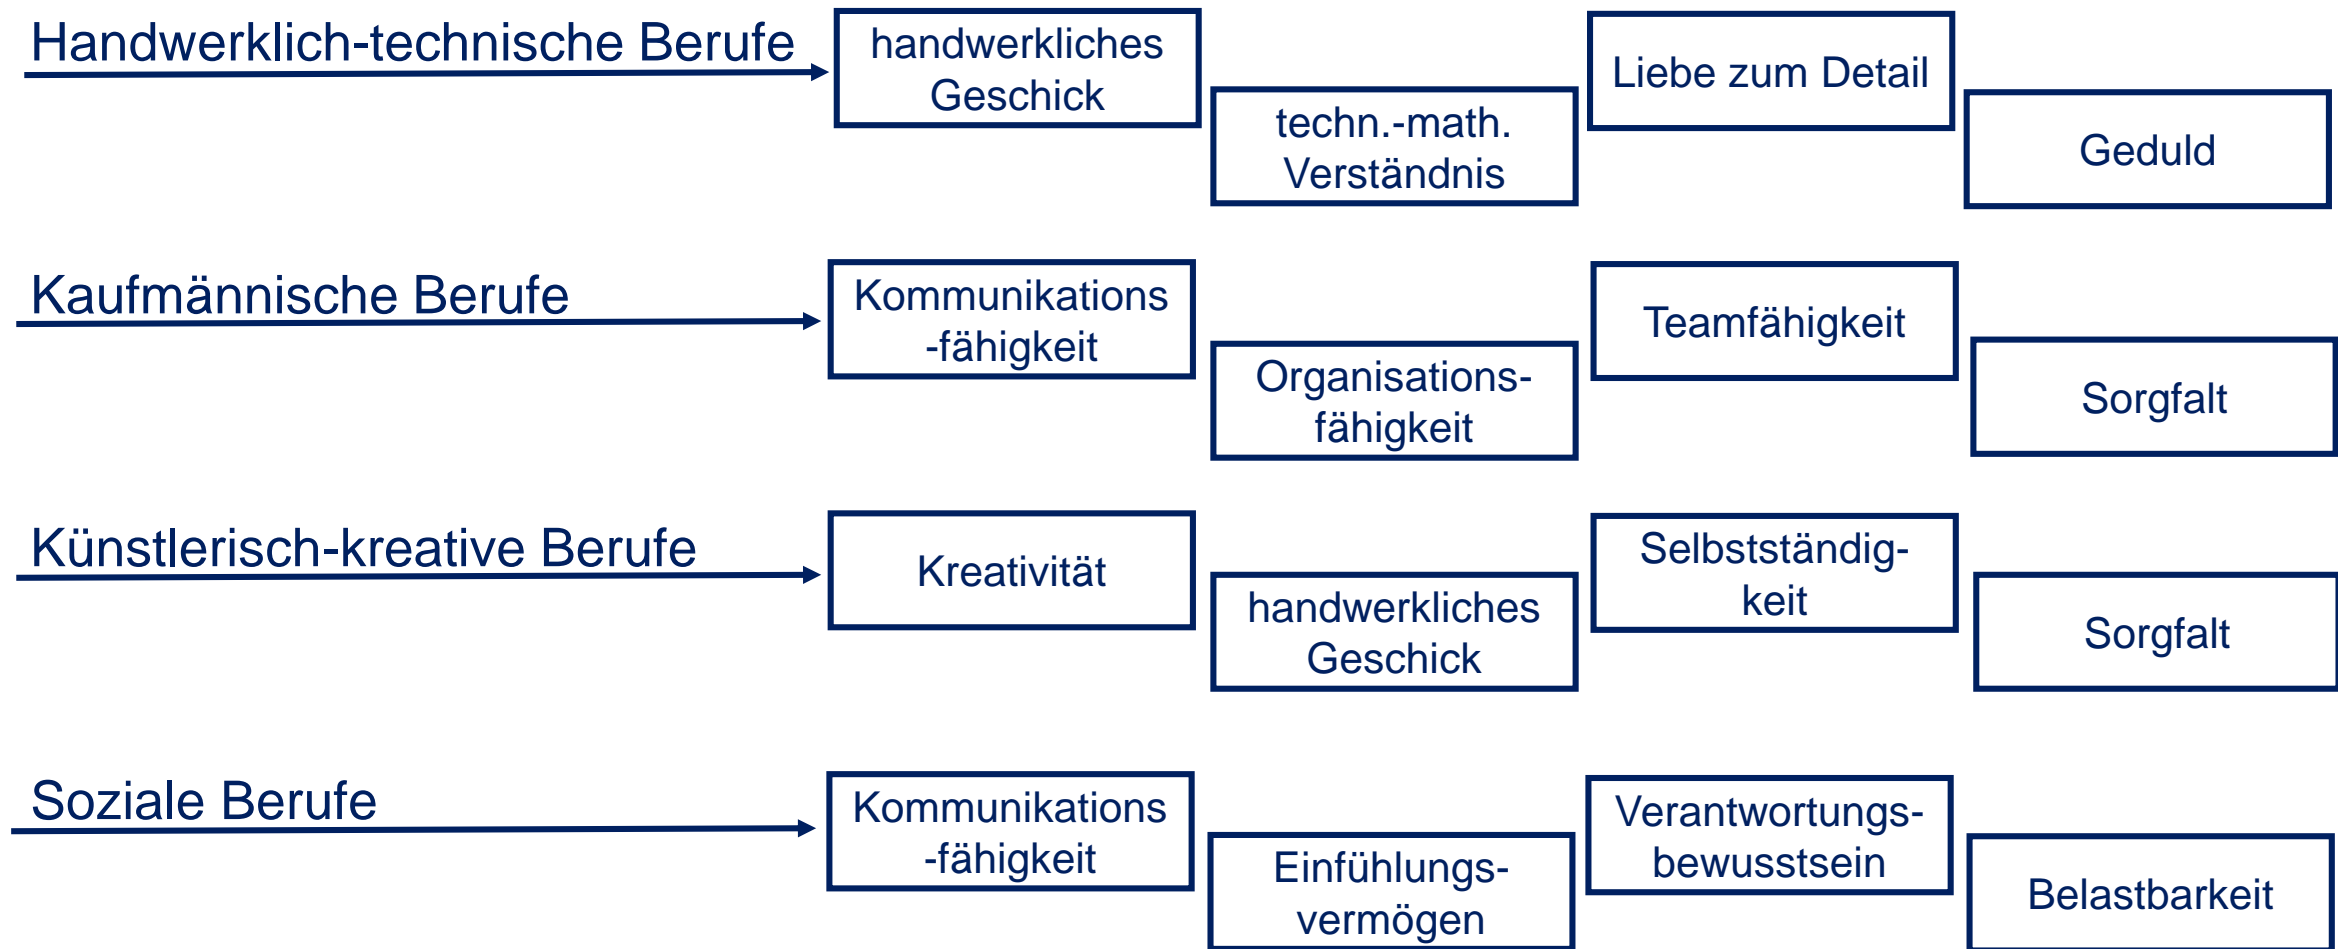 Handwerklich-technische Berufe
handwerkliches
Geschick
techn.-math.
Verständnis
Liebe zum Detail
Geduld
Kaufmännische Berufe
Kommunikations
-fähigkeit
Organisations-
fähigkeit
Teamfähigkeit
Sorgfalt
Künstlerisch-kreative Berufe
Kreativität
handwerkliches
Geschick
Selbstständig-
keit
Sorgfalt
Soziale Berufe
Kommunikations
-fähigkeit
Einfühlungs-
vermögen
Verantwortungs-
bewusstsein
Belastbarkeit